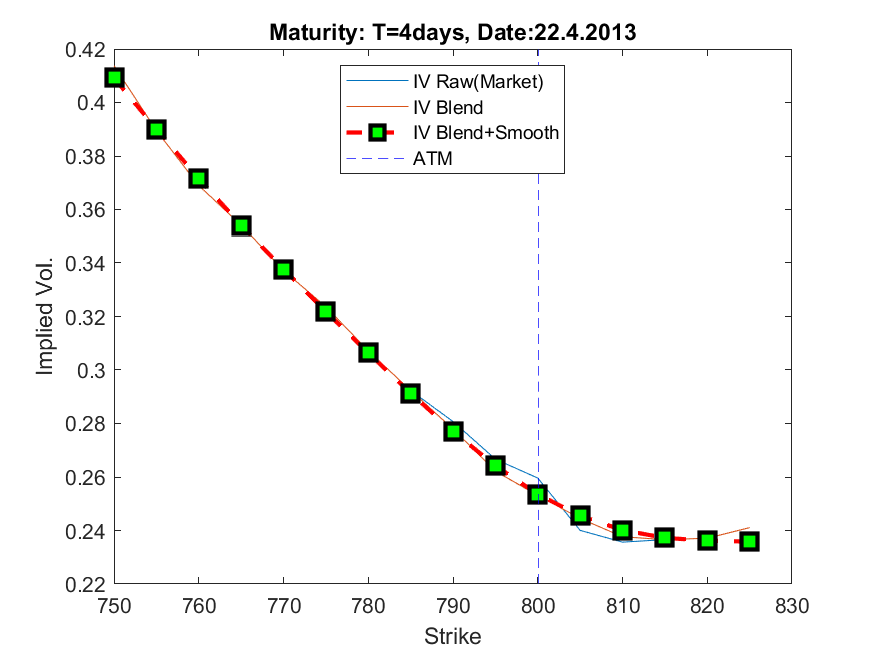 Maturity: T=4days, Date:22.4.2013
0.42
0.4
0.38
0.36
0.34
0.32
0.3
0.28
0.26
0.24
0.22
Implied Vol.
IV Raw(Market)
IV Blend
IV Blend+Smooth
ATM
750 760 770 780 790 800 810 820 830
Strike